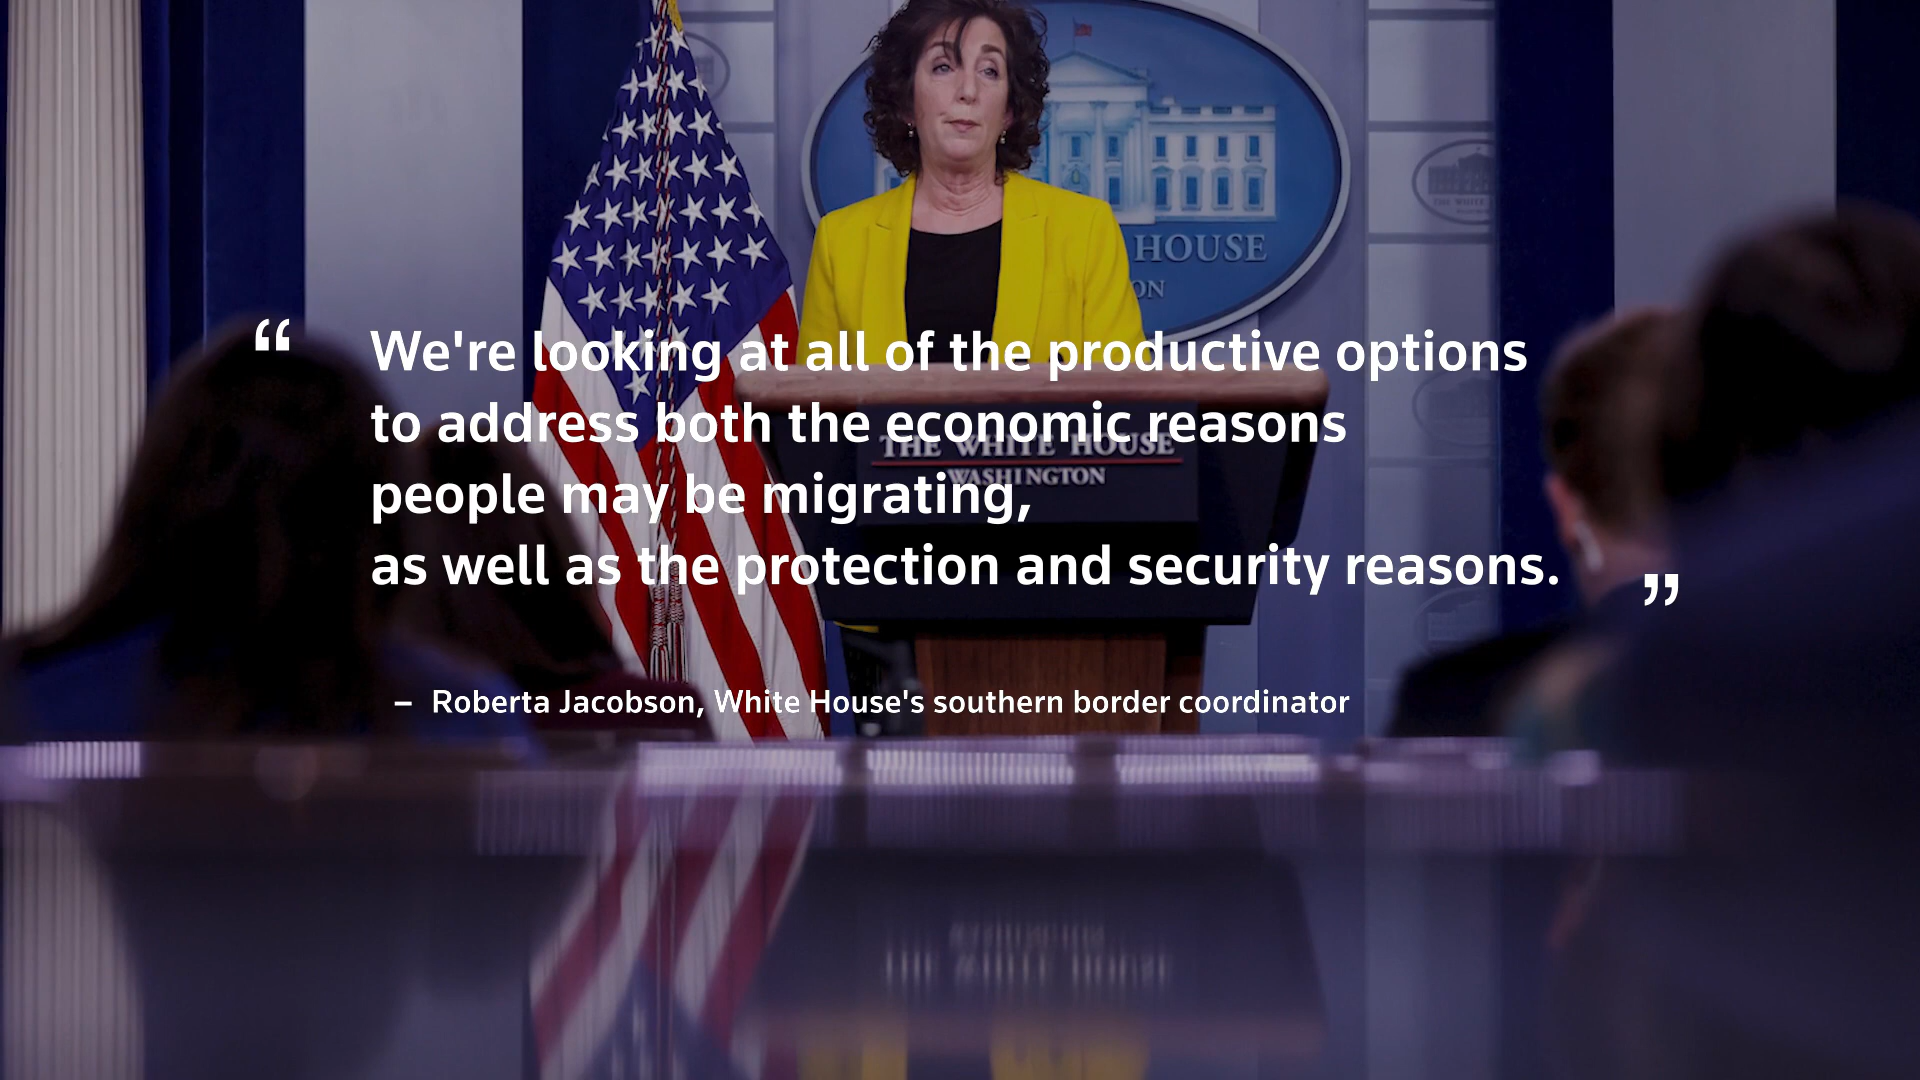 HOUSE
ON
“
We're looking at all of the productive options
to address both the economic reasons
people may be migrating,
as well as the protection and security reasons.
”
THE WHITE HOUSE
WASHINGTON
– Roberta Jacobson, White House's southern border coordinator